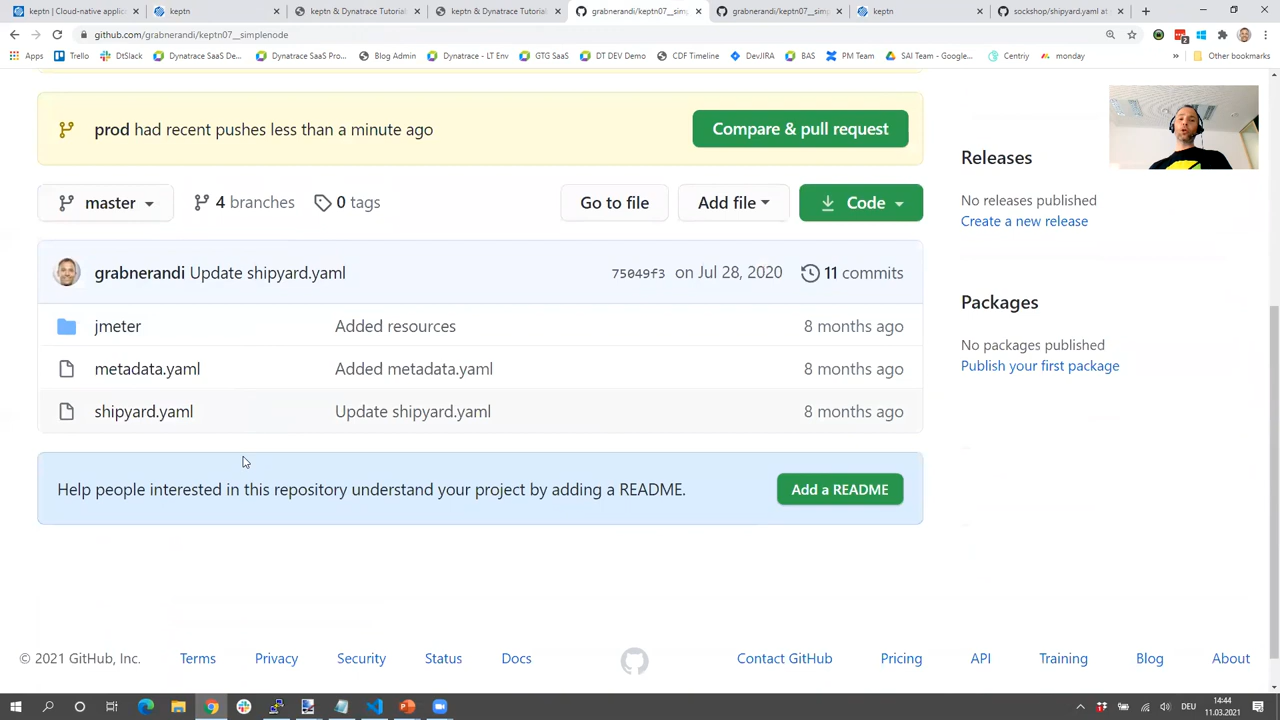 keptn | Cloud-native applic
keptn
keptn & Dynatrace Tutorial
keptn & Dynatrace Tutorial
grabnerandi/keptn07__simp
grabnerandi/keptn07__simp
keptn
sockshop/shipyard.yaml at
github.com/grabnerandi/keptn07__simplenode
Apps
Trello
DtSlack
Dynatrace SaaS De...
Dynatrace SaaS Pro...
Blog Admin
Dynatrace - LT Env
GTG SaaS
DT DEV Demo
CDF Timeline
DevJIRA
BAS
PM Team
SAI Team - Google...
Centriy
monday
»
Other bookmarks
prod had recent pushes less than a minute ago
Compare & pull request
master
4 branches
0 tags
Go to file
Add file
Code
grabnerandi Update shipyard.yaml
75049f3 on Jul 28, 2020
11 commits
jmeter
Added resources
8 months ago
metadata.yaml
Added metadata.yaml
8 months ago
shipyard.yaml
Update shipyard.yaml
8 months ago
Help people interested in this repository understand your project by adding a README.
Add a README
Releases
No releases published
Create a new release
Packages
No packages published
Publish your first package
© 2021 GitHub, Inc.
Terms
Privacy
Security
Status
Docs
Contact GitHub
Pricing
API
Training
Blog
About
DEU
14:44
11.03.2021